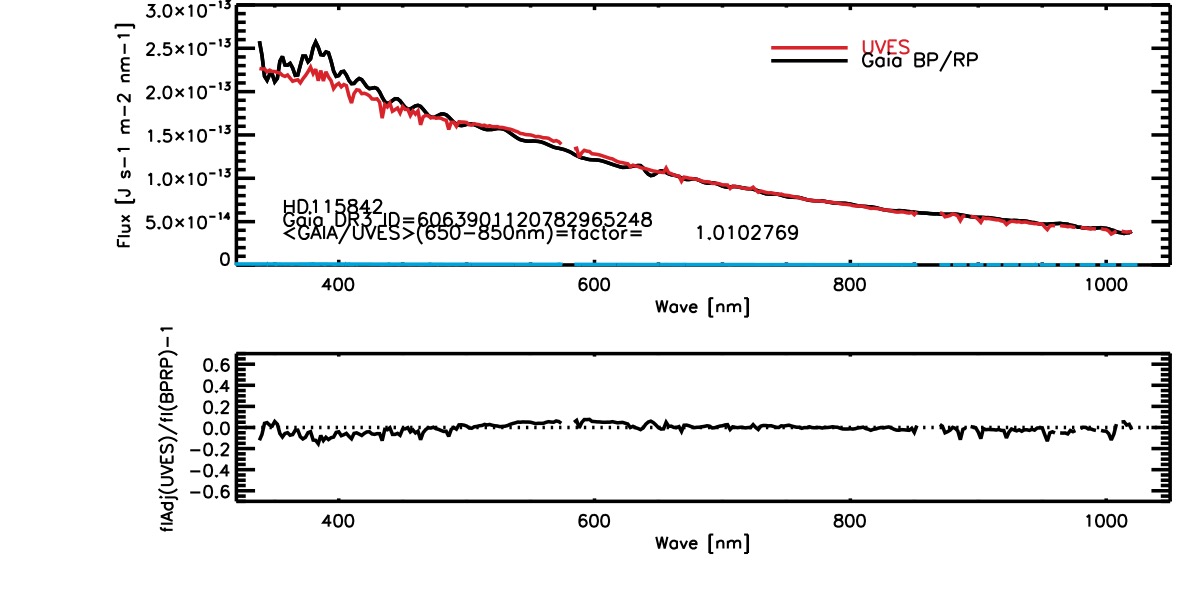 3.0×10−13
2.5×10−13
2.0×10−13
1.5×10−13
1.0×10−13
5.0×10−14
0
Flux [J s−1 m−2 nm−1]
UVES
Gaia BP/RP
HD115842
Gaia DR3 ID=6063901120782965248
<GAIA/UVES>(650−850nm)=factor= 1.0102769
400 600 800 1000
Wave [nm]
flAdj(UVES)/fl(BPRP)−1
0.6
0.4
0.2
0.0
−0.2
−0.4
−0.6
400 600 800 1000
Wave [nm]